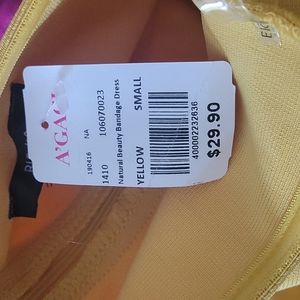 A'GACI
190416 NA 106070023
1410
Natural Beauty Bandage Dress
YELLOW SMALL
400002232636
$29.90